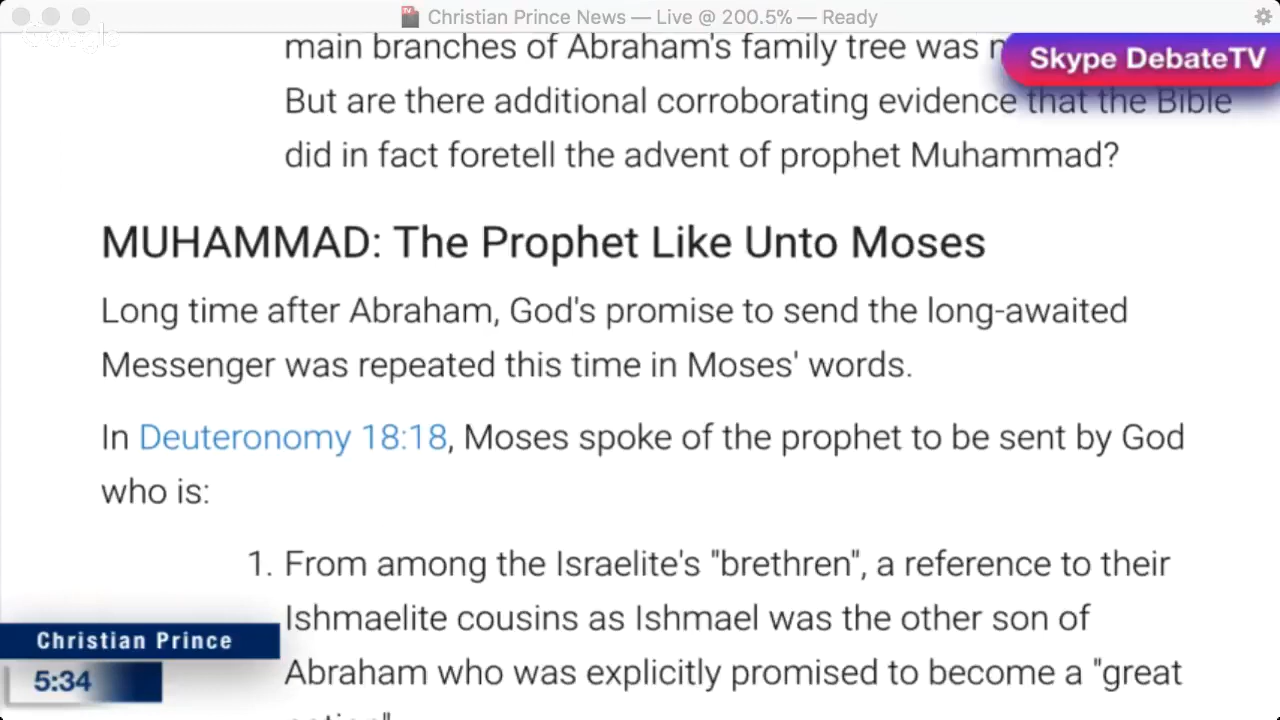 Christian Prince News — Live @ 200.5% — Ready
Google
Skype DebateTV
main branches of Abraham's family tree was
But are there additional corroborating evidence that the Bible
did in fact foretell the advent of prophet Muhammad?
MUHAMMAD: The Prophet Like Unto Moses
Long time after Abraham, God's promise to send the long-awaited
Messenger was repeated this time in Moses' words.
In Deuteronomy 18:18, Moses spoke of the prophet to be sent by God
who is:
1. From among the Israelite's "brethren", a reference to their
Ishmaelite cousins as Ishmael was the other son of
Abraham who was explicitly promised to become a "great
Christian Prince
5:34